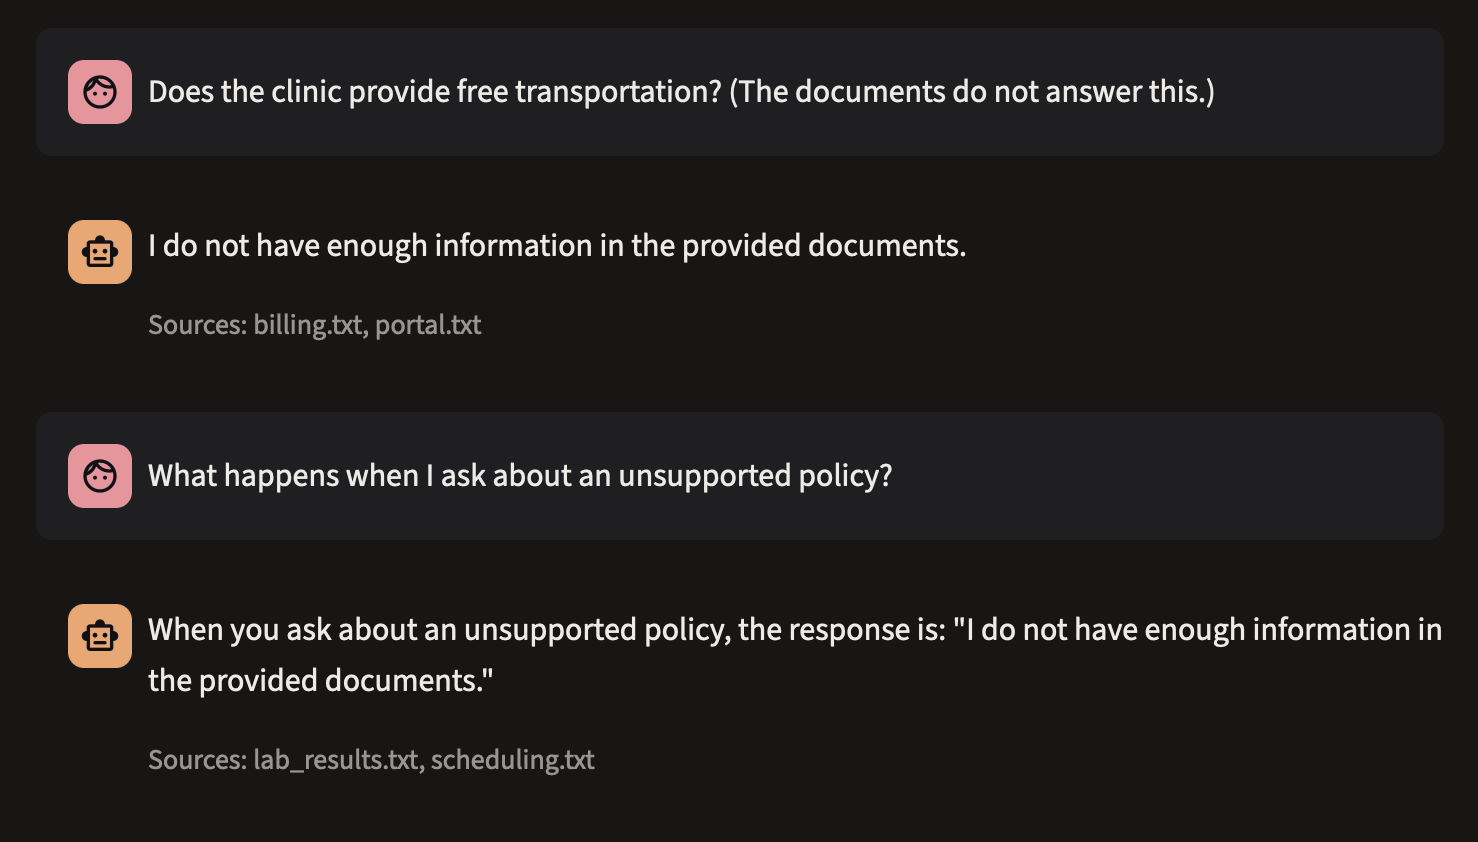 Does the clinic provide free transportation? (The documents do not answer this.)
I do not have enough information in the provided documents.
Sources: billing.txt, portal.txt
What happens when I ask about an unsupported policy?
When you ask about an unsupported policy, the response is: "I do not have enough information in
the provided documents."
Sources: lab_results.txt, scheduling.txt